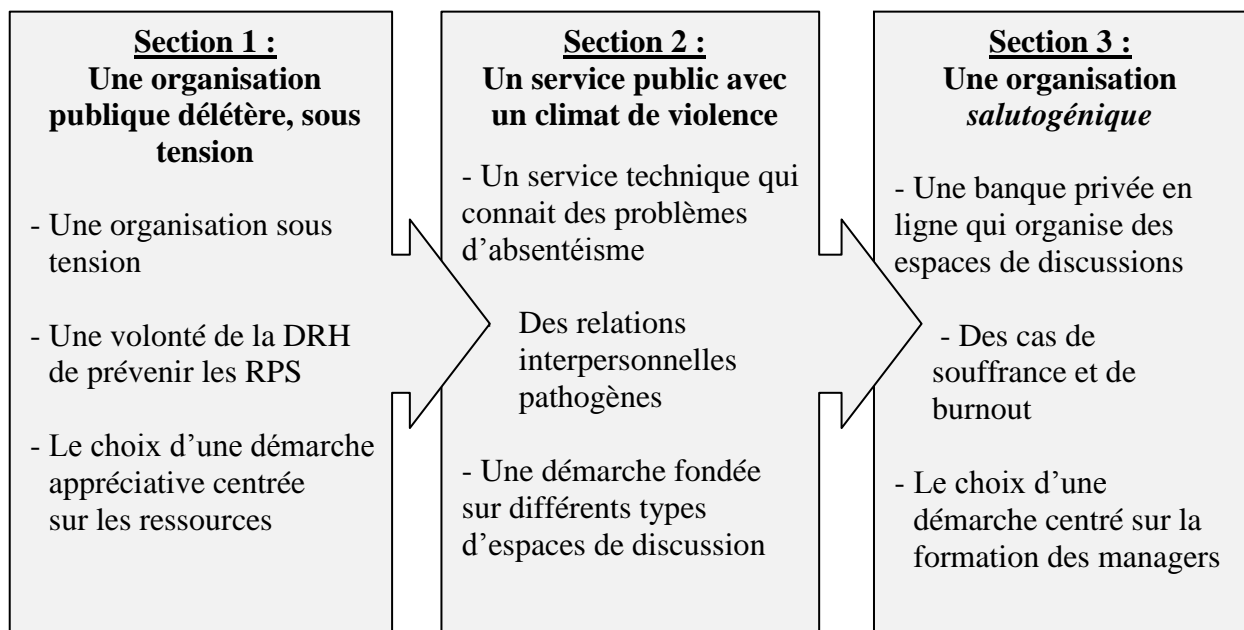 Section 1 :
Une organisation
publique délétère, sous
tension
- Une organisation sous
tension
- Une volonté de la DRH
de prévenir les RPS
- Le choix d’une démarche
appréciative centrée
sur les ressources
Section 2 :
Un service public avec
un climat de violence
- Un service technique qui
connait des problèmes
d’absentéisme
Des relations
interpersonnelles
pathogènes
- Une démarche fondée
sur différents types
d’espaces de discussion
Section 3 :
Une organisation
salutogénique
- Une banque privée en
ligne qui organise des
espaces de discussions
- Des cas de
souffrance et de
burnout
- Le choix d’une
démarche centré sur la
formation des managers